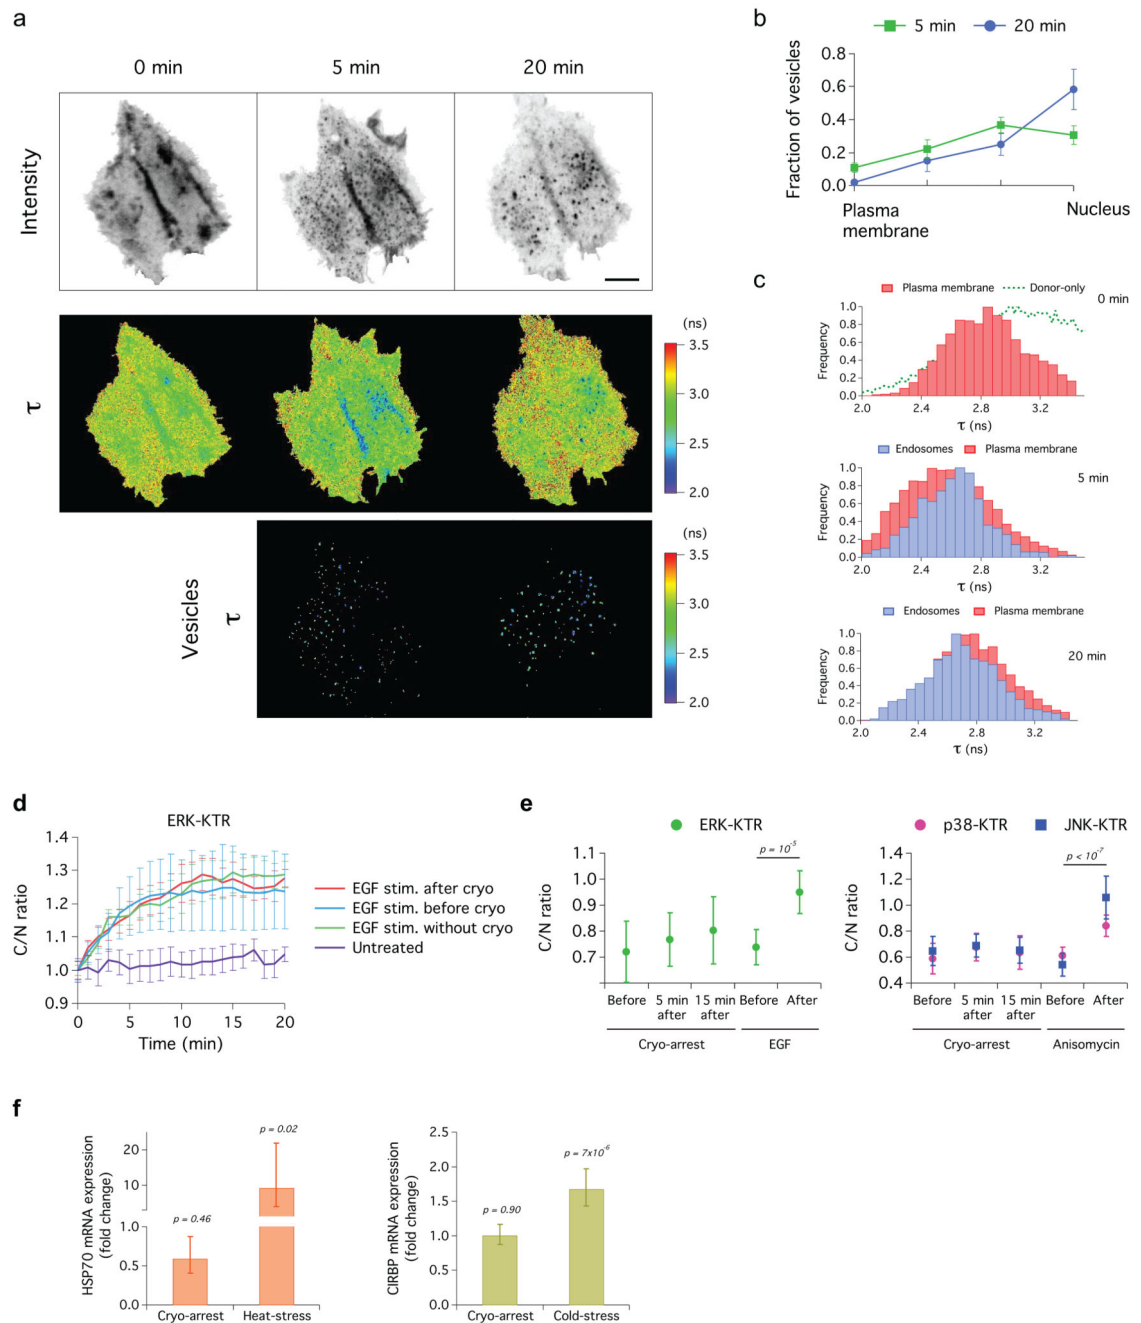 a
0 min
5 min
20 min
Intensity
τ
(ns)
3.5
3.0
2.5
2.0
Vesicles
τ
(ns)
3.5
3.0
2.5
2.0
b
5 min
20 min
Fraction of vesicles
0.8
0.6
0.4
0.2
0.0
Plasma
membrane
Nucleus
c
Plasma membrane
Donor-only
0 min
Frequency
1.0
0.8
0.6
0.4
0.2
0.0
2.0
2.4
2.8
3.2
τ (ns)
Endosomes
Plasma membrane
5 min
Frequency
1.0
0.8
0.6
0.4
0.2
0.0
2.0
2.4
2.8
3.2
τ (ns)
Endosomes
Plasma membrane
20 min
Frequency
1.0
0.8
0.6
0.4
0.2
0.0
2.0
2.4
2.8
3.2
τ (ns)
d
ERK-KTR
C/N ratio
1.4
1.3
1.2
1.1
1.0
0.9
0
5
10
15
20
Time (min)
EGF stim. after cryo
EGF stim. before cryo
EGF stim. without cryo
Untreated
e
ERK-KTR
p = 10-5
C/N ratio
1.1
1.0
0.9
0.8
0.7
Before
5 min
after
15 min
after
Before
After
Cryo-arrest
EGF
p38-KTR
JNK-KTR
p < 10-7
C/N ratio
1.4
1.2
1.0
0.8
0.6
0.4
Before
5 min
after
15 min
after
Before
After
Cryo-arrest
Anisomycin
f
HSP70 mRNA expression
(fold change)
20
10
1.0
0.5
0.0
p = 0.46
p = 0.02
Cryo-arrest
Heat-stress
CIRBP mRNA expression
(fold change)
2.5
2.0
1.5
1.0
0.5
0.0
p = 0.90
p = 7x10-6
Cryo-arrest
Cold-stress